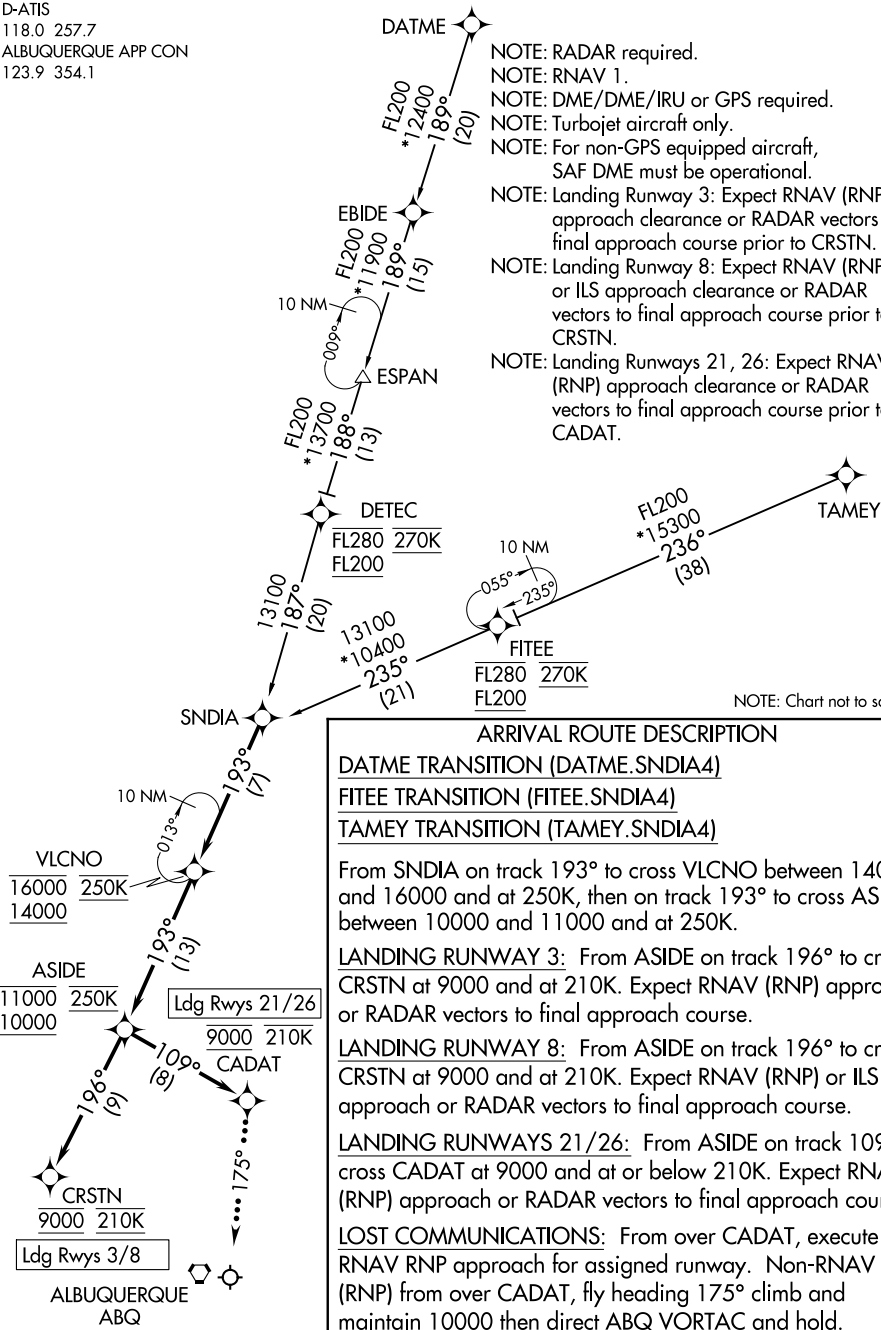 D-ATIS
118.0 257.7
ALBUQUERQUE APP CON
123.9 354.1
DATME
NOTE: RADAR required.
NOTE: RNAV 1.
NOTE: DME/DME/IRU or GPS required.
NOTE: Turbojet aircraft only.
NOTE: For non-GPS equipped aircraft,
SAF DME must be operational.
NOTE: Landing Runway 3: Expect RNAV (RNP
approach clearance or RADAR vectors
final approach course prior to CRSTN.
NOTE: Landing Runway 8: Expect RNAV (RNP
or ILS approach clearance or RADAR
vectors to final approach course prior t
CRSTN.
NOTE: Landing Runways 21, 26: Expect RNAV
(RNP) approach clearance or RADAR
vectors to final approach course prior t
CADAT.
FL200
*12400
189°
(20)
EBIDE
FL200
*11900
189°
(15)
10 NM
009°
ESPAN
FL200
*13700
188°
(13)
DETEC
FL280 270K
FL200
TAMEY
FL200
*15300
236°
(38)
10 NM
055°
235°
FITEE
FL280 270K
FL200
13100
187°
(20)
13100
*10400
235°
(21)
NOTE: Chart not to sc
SNDIA
193°
(7)
10 NM
013°
VLCNO
16000 250K
14000
193°
(13)
ASIDE
11000 250K
10000
Ldg Rwys 21/26
9000 210K
CADAT
109°
(8)
196°
(9)
175°
CRSTN
9000 210K
Ldg Rwys 3/8
ALBUQUERQUE
ABQ
ARRIVAL ROUTE DESCRIPTION
DATME TRANSITION (DATME.SNDIA4)
FITEE TRANSITION (FITEE.SNDIA4)
TAMEY TRANSITION (TAMEY.SNDIA4)
From SNDIA on track 193° to cross VLCNO between 140
and 16000 and at 250K, then on track 193° to cross AS
between 10000 and 11000 and at 250K.
LANDING RUNWAY 3: From ASIDE on track 196° to cr
CRSTN at 9000 and at 210K. Expect RNAV (RNP) appro
or RADAR vectors to final approach course.
LANDING RUNWAY 8: From ASIDE on track 196° to cr
CRSTN at 9000 and at 210K. Expect RNAV (RNP) or ILS
approach or RADAR vectors to final approach course.
LANDING RUNWAYS 21/26: From ASIDE on track 109
cross CADAT at 9000 and at or below 210K. Expect RNA
(RNP) approach or RADAR vectors to final approach cour
LOST COMMUNICATIONS: From over CADAT, execute
RNAV RNP approach for assigned runway. Non-RNAV
(RNP) from over CADAT, fly heading 175° climb and
maintain 10000 then direct ABQ VORTAC and hold.